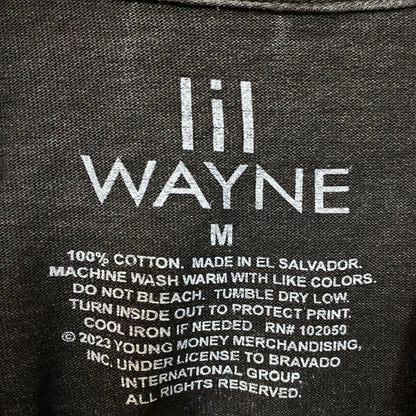 lil
WAYNE
M
100% COTTON. MADE IN EL SALVADOR.
MACHINE WASH WARM WITH LIKE COLORS.
DO NOT BLEACH. TUMBLE DRY LOW.
TURN INSIDE OUT TO PROTECT PRINT.
COOL IRON IF NEEDED. RN# 102050
© 2023 YOUNG MONEY MERCHANDISING,
INC. UNDER LICENSE TO BRAVADO
INTERNATIONAL GROUP.
ALL RIGHTS RESERVED.